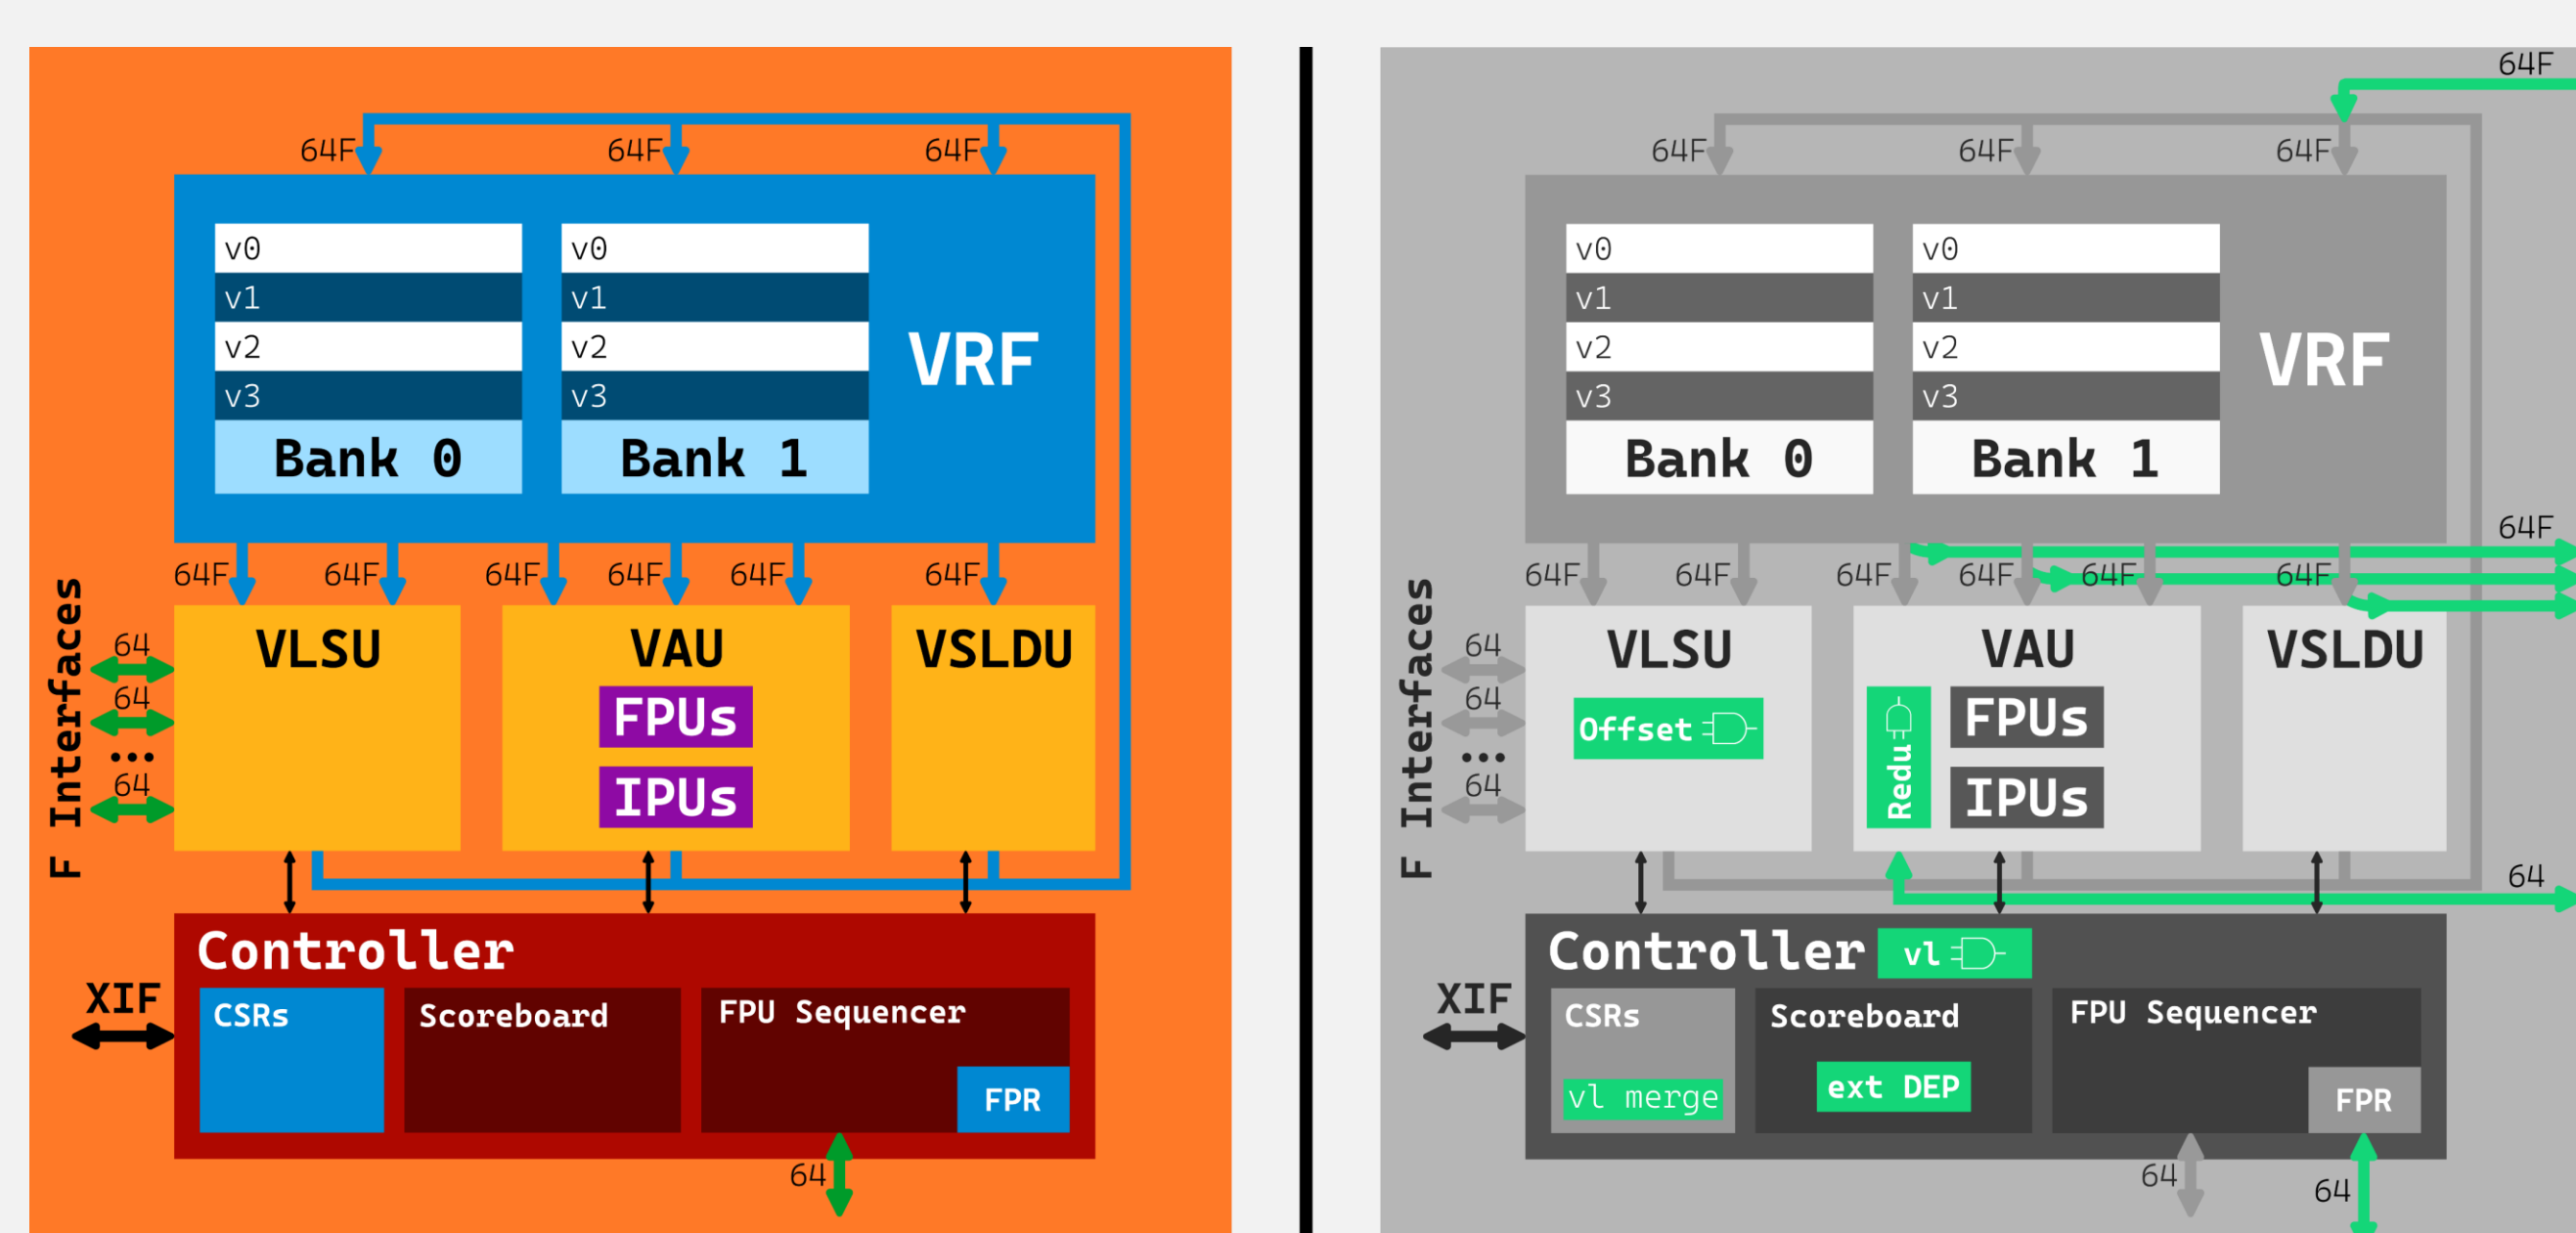 64F 64F 64F
v0 v0
v1 v1
v2 v2
VRF
v3 v3
Bank 0 Bank 1
64F 64F 64F 64F 64F 64F
F Interfaces
64
64
...
64
VLSU VAU VSLDU
FPUs
IPUs
Controller
XIF
CSRs Scoreboard FPU Sequencer
FPR
64
64F
64F 64F 64F
v0 v0
v1 v1
v2 v2
VRF
v3 v3
Bank 0 Bank 1
64F
64F 64F 64F 64F 64F 64F
F Interfaces
64
64
...
64
VLSU VAU VSLDU
Offset
Redu
FPUs
IPUs
64
Controller vl
XIF
CSRs Scoreboard FPU Sequencer
vl merge ext DEP FPR
64 64